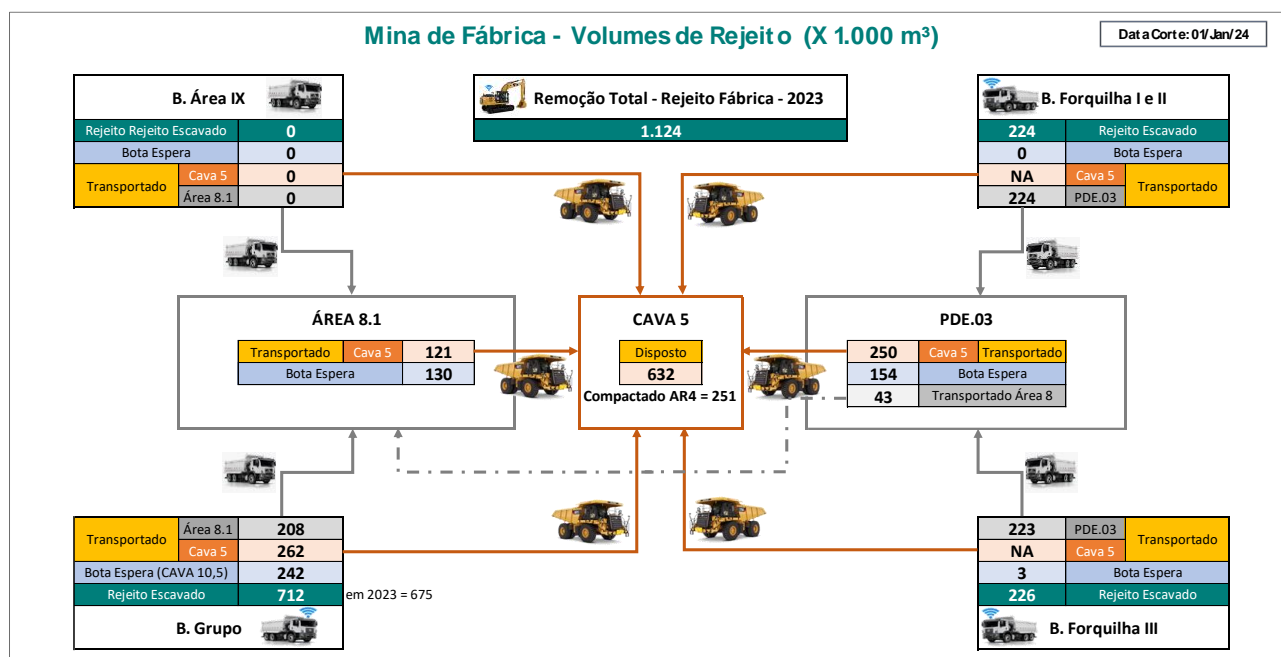 Mina de Fábrica - Volumes de Rejeito (X 1.000 m³)
Data Corte: 01/Jan/24
B. Área IX
Rejeito Rejeito Escavado 0
Bota Espera 0
Transportado Cava 5 0
Área 8.1 0
Remoção Total - Rejeito Fábrica - 2023
1.124
B. Forquilha I e II
224 Rejeito Escavado
0 Bota Espera
NA Cava 5 Transportado
224 PDE.03
ÁREA 8.1
Transportado Cava 5 121
Bota Espera 130
CAVA 5
Disposto
632
Compactado AR4 = 251
PDE.03
250 Cava 5 Transportado
154 Bota Espera
43 Transportado Área 8
Transportado Área 8.1 208
Cava 5 262
Bota Espera (CAVA 10,5) 242
Rejeito Escavado 712 em 2023 = 675
B. Grupo
223 PDE.03 Transportado
NA Cava 5
3 Bota Espera
226 Rejeito Escavado
B. Forquilha III